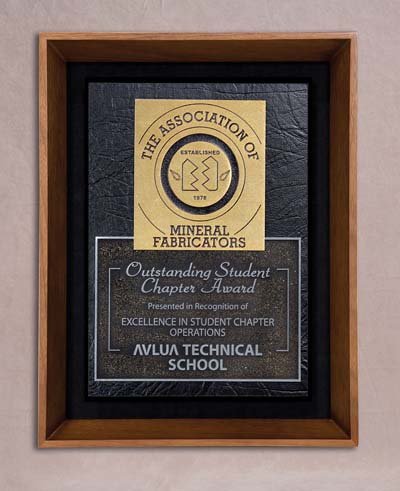 THE ASSOCIATION OF
ESTABLISHED
1978
MINERAL
FABRICATORS
Outstanding Student
Chapter Award
Presented in Recognition of
EXCELLENCE IN STUDENT CHAPTER
OPERATIONS
AVLUA TECHNICAL
SCHOOL